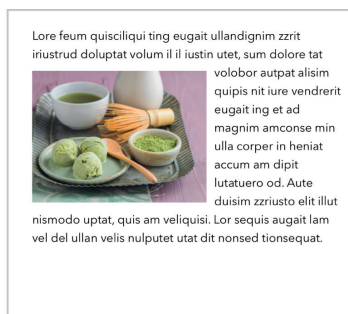 Lore feum quisciliqui ting eugait ullandignim zzrit
iriustrud doluptat volum il il iustin utet, sum dolore tat
volobor autpat alisim
quipis nit iure vendrerit
eugait ing et ad
magnim amconse min
ulla corper in heniat
accum am dipit
lutatuero od. Aute
duisim zzriusto elit illut
nismodo uptat, quis am veliquisi. Lor sequis augait lam
vel del ullan velis nulputet utat dit nonsed tionsequat.